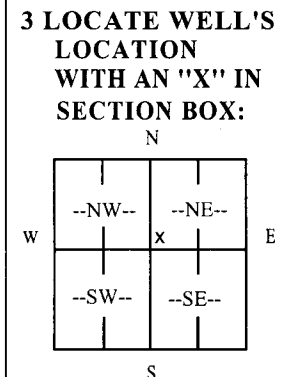 3 LOCATE WELL'S
LOCATION
WITH AN "X" IN
SECTION BOX:
N
--NW-- --NE--
W X E
--SW-- --SE--
S